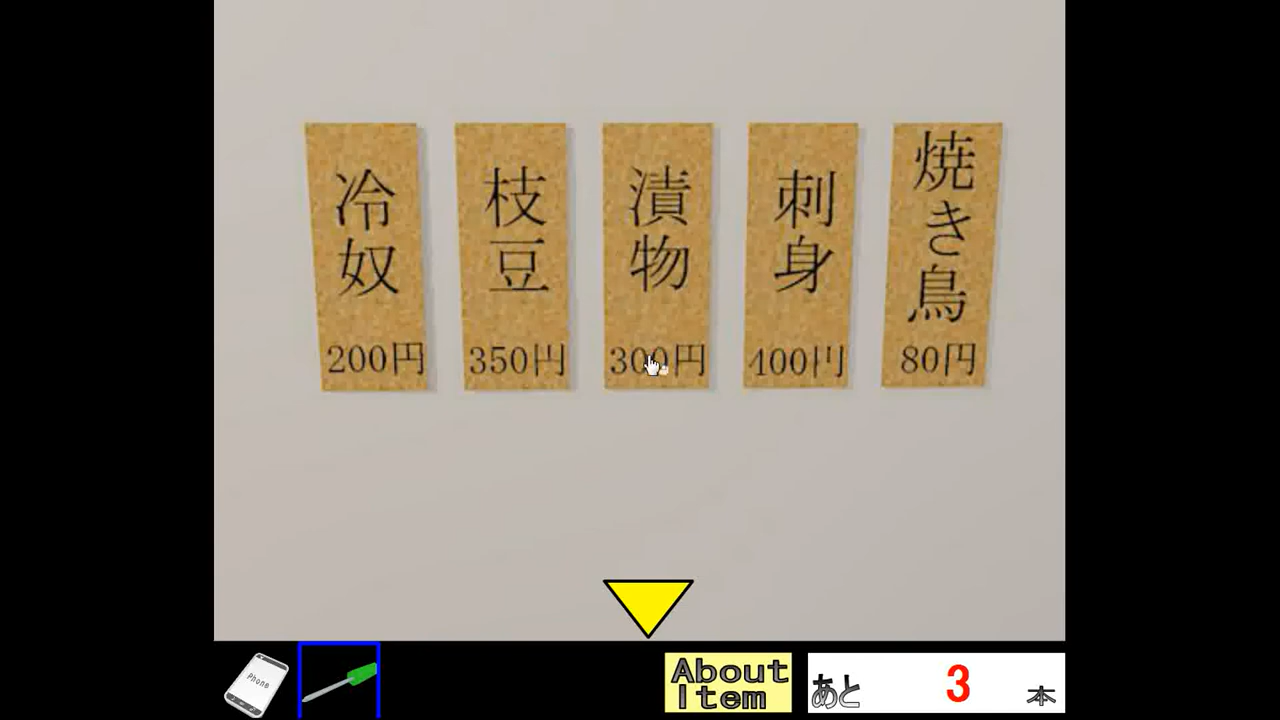 冷奴
200円
枝豆
350円
漬物
300円
刺身
400円
焼き鳥
80円
Phone
About
Item
あと 3 本